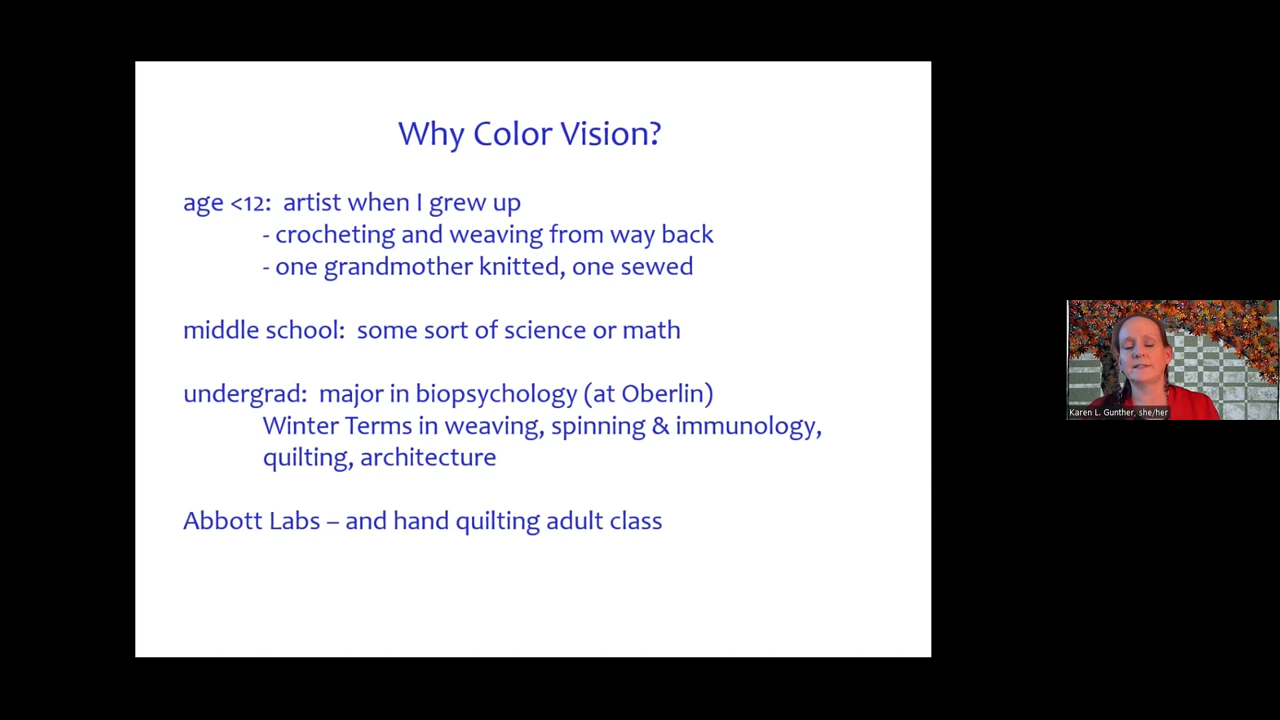 Why Color Vision?
age <12:  artist when I grew up
- crocheting and weaving from way back
- one grandmother knitted, one sewed
middle school:  some sort of science or math
undergrad:  major in biopsychology (at Oberlin)
Winter Terms in weaving, spinning & immunology,
quilting, architecture
Abbott Labs – and hand quilting adult class
Karen L. Gunther, she/her